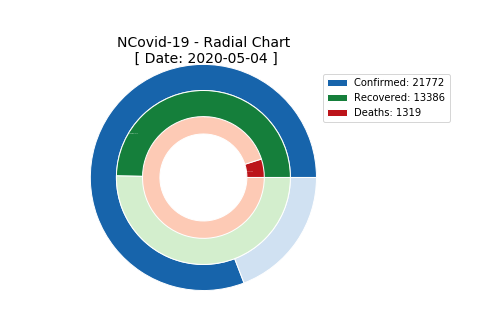 NCovid-19 - Radial Chart
[ Date: 2020-05-04 ]
Confirmed: 21772
Recovered: 13386
Deaths: 1319